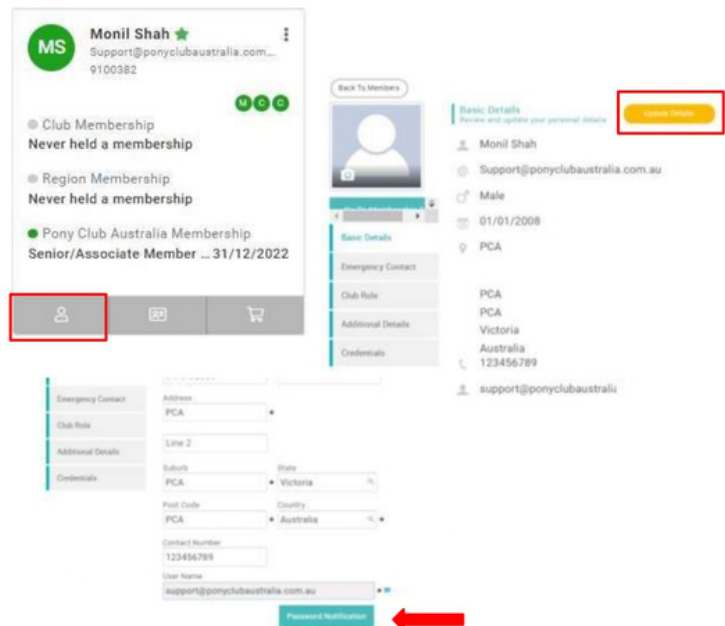 MS
Monil Shah
Support@ponyclubaustralia.com...
9100382
M C C
Club Membership
Never held a membership
Region Membership
Never held a membership
Pony Club Australia Membership
Senior/Associate Member ... 31/12/2022
Back To Members
Basic Details
Emergency Contact
Club Role
Additional Details
Credentials
Basic Details
Review and update your personal details
Update Details
Monil Shah
Support@ponyclubaustralia.com.au
Male
01/01/2008
PCA
PCA
PCA
Victoria
Australia
123456789
support@ponyclubaustralia
Emergency Contact
Club Role
Additional Details
Credentials
Address
PCA
Line 2
Suburb State
PCA Victoria
Post Code Country
PCA Australia
Contact Number
123456789
User Name
support@ponyclubaustralia.com.au
Password Notification